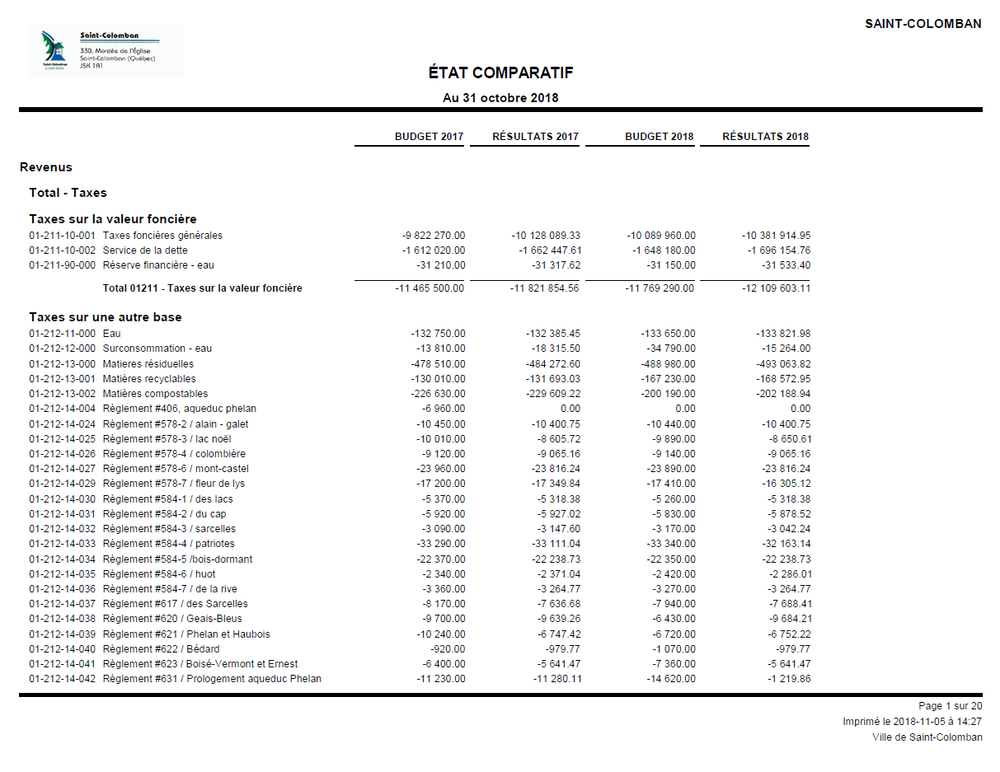 SAINT-COLOMBAN
Saint-Colomban
330, Montée de l'Église
Saint-Colomban (Québec)
J5K 1A1
Saint-Colomban
ÉTAT COMPARATIF
Au 31 octobre 2018
BUDGET 2017 RÉSULTATS 2017 BUDGET 2018 RÉSULTATS 2018
Revenus
Total - Taxes
Taxes sur la valeur foncière
01-211-10-001 Taxes foncières générales -9 822 270.00 -10 128 089.33 -10 089 960.00 -10 381 914.95
01-211-10-002 Service de la dette -1 612 020.00 -1 662 447.61 -1 648 180.00 -1 696 154.76
01-211-90-000 Réserve financière - eau -31 210.00 -31 317.62 -31 150.00 -31 533.40
Total 01211 - Taxes sur la valeur foncière -11 465 500.00 -11 821 854.56 -11 769 290.00 -12 109 603.11
Taxes sur une autre base
01-212-11-000 Eau -132 750.00 -132 385.45 -133 650.00 -133 821.98
01-212-12-000 Surconsommation - eau -13 810.00 -18 315.50 -34 790.00 -15 264.00
01-212-13-000 Matieres résiduelles -478 510.00 -484 272.60 -488 980.00 -493 063.82
01-212-13-001 Matières recyclables -130 010.00 -131 693.03 -167 230.00 -168 572.95
01-212-13-002 Matières compostables -226 630.00 -229 609.22 -200 190.00 -202 188.94
01-212-14-004 Règlement #406, aqueduc phelan -6 960.00 0.00 0.00 0.00
01-212-14-024 Règlement #578-2 / alain - galet -10 450.00 -10 400.75 -10 440.00 -10 400.75
01-212-14-025 Règlement #578-3 / lac noël -10 010.00 -8 605.72 -9 890.00 -8 650.61
01-212-14-026 Règlement #578-4 / colombière -9 120.00 -9 065.16 -9 140.00 -9 065.16
01-212-14-027 Règlement #578-6 / mont-castel -23 960.00 -23 816.24 -23 890.00 -23 816.24
01-212-14-029 Règlement #578-7 / fleur de lys -17 200.00 -17 349.84 -17 410.00 -16 305.12
01-212-14-030 Règlement #584-1 / des lacs -5 370.00 -5 318.38 -5 260.00 -5 318.38
01-212-14-031 Règlement #584-2 / du cap -5 920.00 -5 927.02 -5 830.00 -5 878.52
01-212-14-032 Règlement #584-3 / sarcelles -3 090.00 -3 147.60 -3 170.00 -3 042.24
01-212-14-033 Règlement #584-4 / patriotes -33 290.00 -33 111.04 -33 340.00 -32 163.14
01-212-14-034 Règlement #584-5 /bois-dormant -22 370.00 -22 238.73 -22 350.00 -22 238.73
01-212-14-035 Règlement #584-6 / huot -2 340.00 -2 371.04 -2 420.00 -2 286.01
01-212-14-036 Règlement #584-7 / de la rive -3 360.00 -3 264.77 -3 270.00 -3 264.77
01-212-14-037 Règlement #617 / des Sarcelles -8 170.00 -7 636.68 -7 940.00 -7 688.41
01-212-14-038 Règlement #620 / Geais-Bleus -9 700.00 -9 639.26 -6 430.00 -9 684.21
01-212-14-039 Règlement #621 / Phelan et Haubois -10 240.00 -6 747.42 -6 720.00 -6 752.22
01-212-14-040 Règlement #622 / Bédard -920.00 -979.77 -1 070.00 -979.77
01-212-14-041 Règlement #623 / Boisé-Vermont et Ernest -6 400.00 -5 641.47 -7 360.00 -5 641.47
01-212-14-042 Règlement #631 / Prologement aqueduc Phelan -11 230.00 -11 280.11 -14 620.00 -1 219.86
Page 1 sur 20
Imprimé le 2018-11-05 à 14:27
Ville de Saint-Colomban